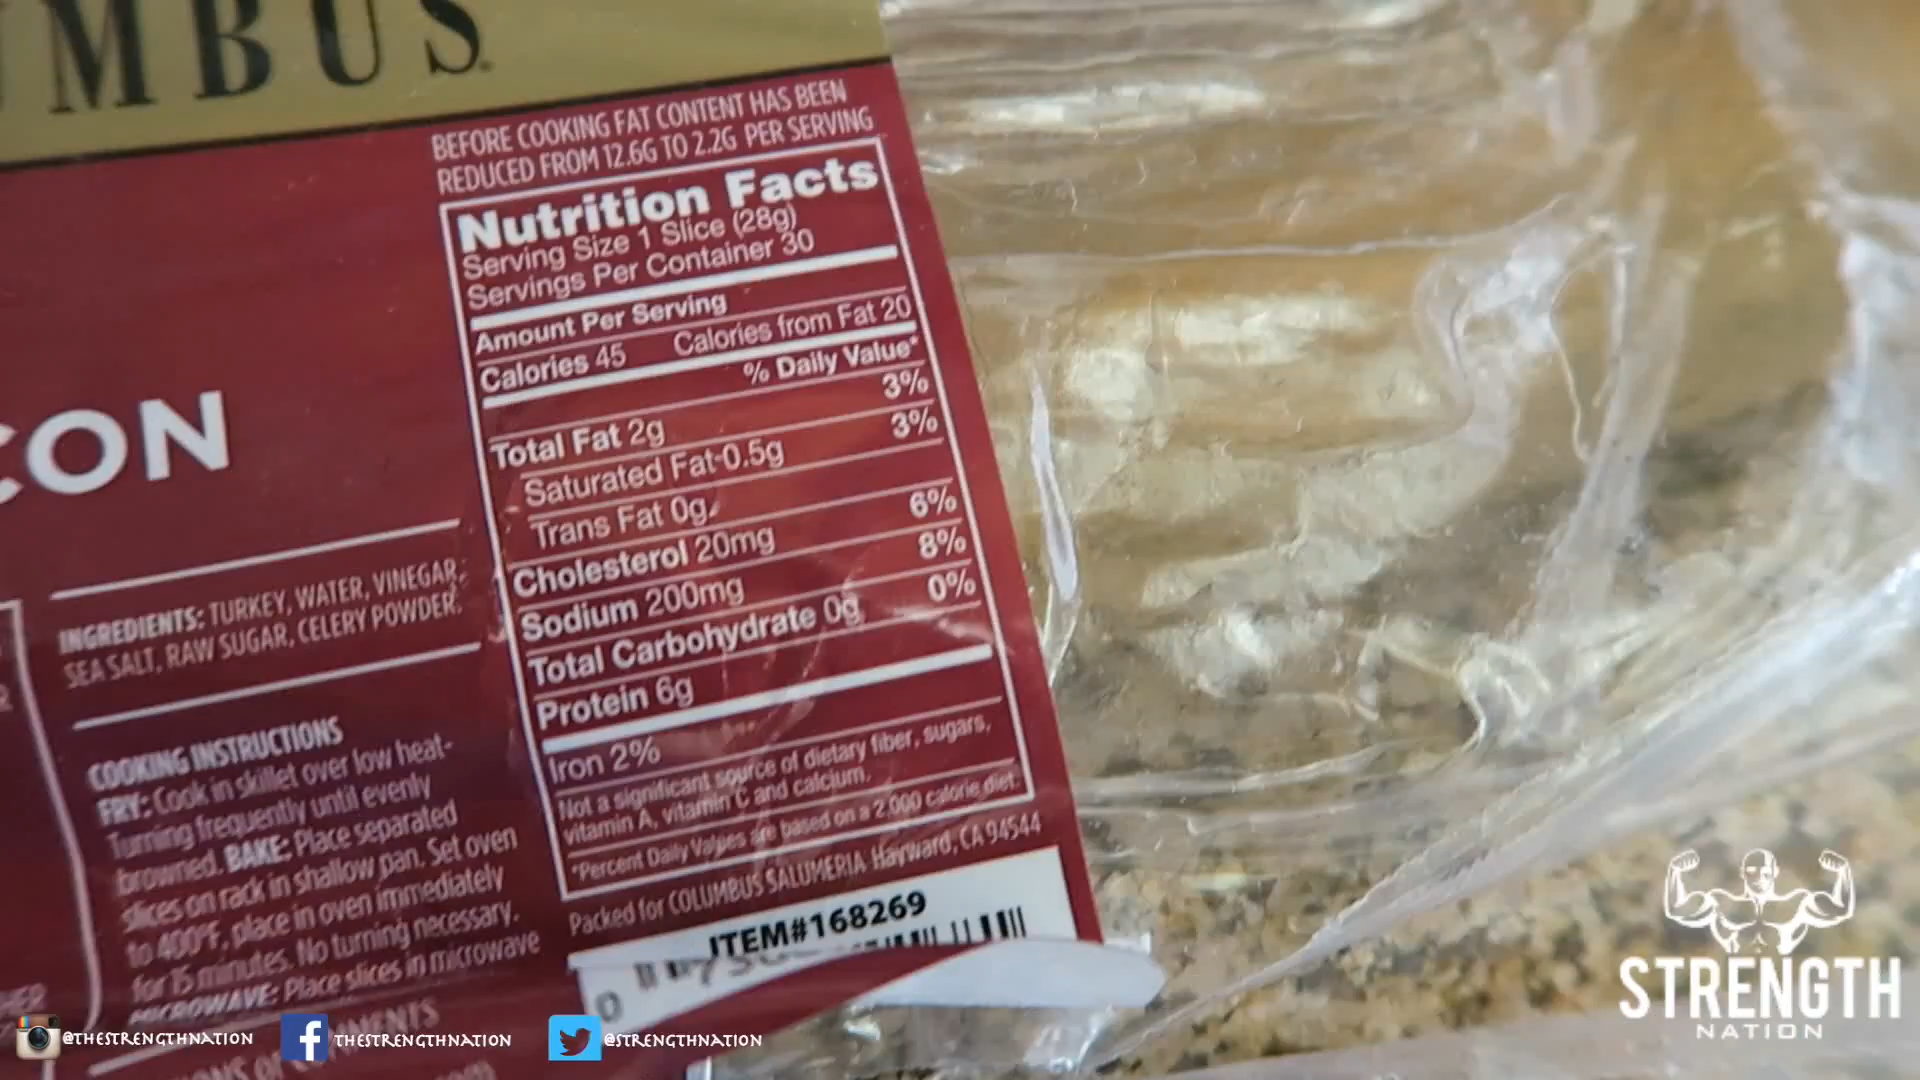 MBUS
CON
BEFORE COOKING FAT CONTENT HAS BEEN
REDUCED FROM 12.6G TO 2.2G PER SERVING
Nutrition Facts
Serving Size 1 Slice (28g)
Servings Per Container 30
Amount Per Serving
Calories 45 Calories from Fat 20
% Daily Value*
Total Fat 2g 3%
Saturated Fat 0.5g 3%
Trans Fat 0g
Cholesterol 20mg 6%
Sodium 200mg 8%
Total Carbohydrate 0g 0%
Protein 6g
Iron 2%
Not a significant source of dietary fiber, sugars,
vitamin A, vitamin C and calcium.
*Percent Daily Values are based on a 2,000 calorie diet.
Packed for COLUMBUS SALUMERIA Hayward, CA 94544
ITEM#168269
INGREDIENTS: TURKEY, WATER, VINEGAR,
SEA SALT, RAW SUGAR, CELERY POWDER.
COOKING INSTRUCTIONS
FRY: Cook in skillet over low heat-
Turning frequently until evenly
browned. BAKE: Place separated
slices on rack in shallow pan. Set oven
to 400°F, place in oven immediately
for 15 minutes. No turning necessary.
MICROWAVE: Place slices in microwave
@THESTRENGTHNATION
THESTRENGTHNATION
@STRENGTHNATION
STRENGTH
NATION